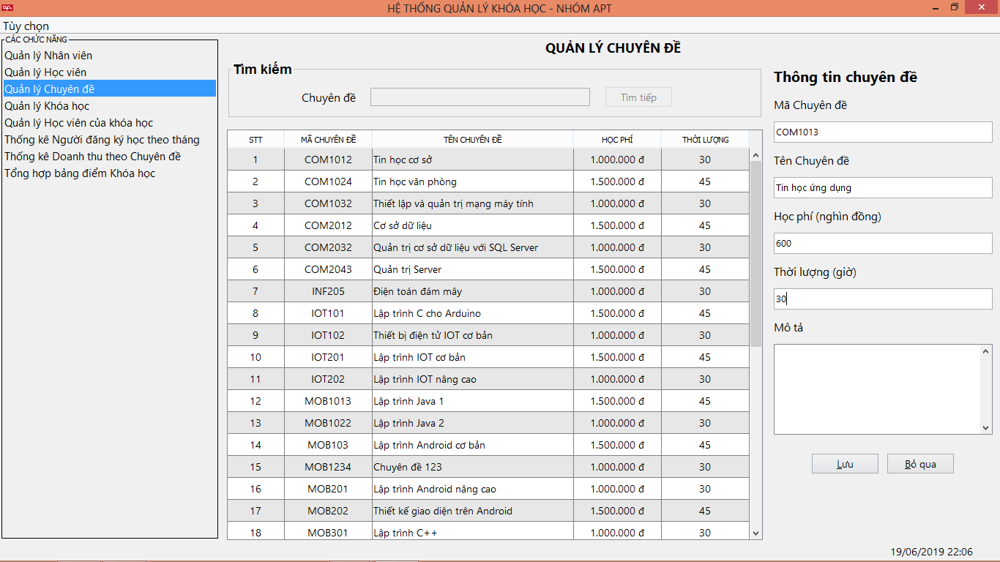 apt
HỆ THỐNG QUẢN LÝ KHÓA HỌC - NHÓM APT
Tùy chọn
CÁC CHỨC NĂNG
Quản lý Nhân viên
Quản lý Học viên
Quản lý Chuyên đề
Quản lý Khóa học
Quản lý Học viên của khóa học
Thống kê Người đăng ký học theo tháng
Thống kê Doanh thu theo Chuyên đề
Tổng hợp bảng điểm Khóa học
QUẢN LÝ CHUYÊN ĐỀ
Tìm kiếm
Chuyên đề Tìm tiếp
STT MÃ CHUYÊN ĐỀ TÊN CHUYÊN ĐỀ HỌC PHÍ THỜI LƯỢNG
1 COM1012 Tin học cơ sở 1.000.000 đ 30
2 COM1024 Tin học văn phòng 1.500.000 đ 45
3 COM1032 Thiết lập và quản trị mạng máy tính 1.000.000 đ 30
4 COM2012 Cơ sở dữ liệu 1.500.000 đ 45
5 COM2032 Quản trị cơ sở dữ liệu với SQL Server 1.000.000 đ 30
6 COM2043 Quản trị Server 1.500.000 đ 45
7 INF205 Điện toán đám mây 1.000.000 đ 30
8 IOT101 Lập trình C cho Arduino 1.500.000 đ 45
9 IOT102 Thiết bị điện tử IOT cơ bản 1.000.000 đ 30
10 IOT201 Lập trình IOT cơ bản 1.500.000 đ 45
11 IOT202 Lập trình IOT nâng cao 1.000.000 đ 30
12 MOB1013 Lập trình Java 1 1.500.000 đ 45
13 MOB1022 Lập trình Java 2 1.000.000 đ 30
14 MOB103 Lập trình Android cơ bản 1.500.000 đ 45
15 MOB1234 Chuyên đề 123 1.000.000 đ 30
16 MOB201 Lập trình Android nâng cao 1.000.000 đ 30
17 MOB202 Thiết kế giao diện trên Android 1.500.000 đ 45
18 MOB301 Lập trình C++ 1.000.000 đ 30
Thông tin chuyên đề
Mã Chuyên đề
COM1013
Tên Chuyên đề
Tin học ứng dụng
Học phí (nghìn đồng)
600
Thời lượng (giờ)
30
Mô tả
Lưu Bỏ qua
19/06/2019 22:06